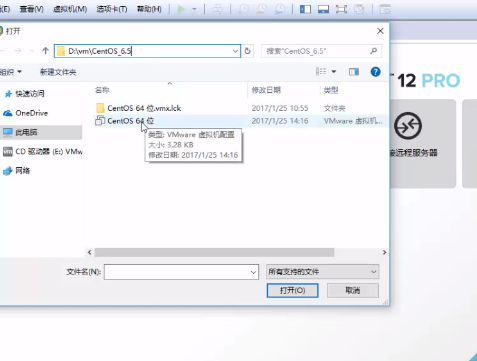 (E) 查看(V) 虚拟机(M) 选项卡(T) 帮助(H)
打开
D:\vm\CentOS_6.5
搜索"CentOS_6.5"
组织 新建文件夹
12 PRO
名称 修改日期 类型
快速访问
CentOS 64 位.vmx.lck 2017/1/25 10:55 文件夹
OneDrive
CentOS 64 位 2017/1/25 14:16 VMware 虚拟机...
此电脑
类型: VMware 虚拟机配置
大小: 3.28 KB
修改日期: 2017/1/25 14:16
CD 驱动器 (E:) VMw
网络
接远程服务器
文件名(N): 所有支持的文件
打开(O) 取消